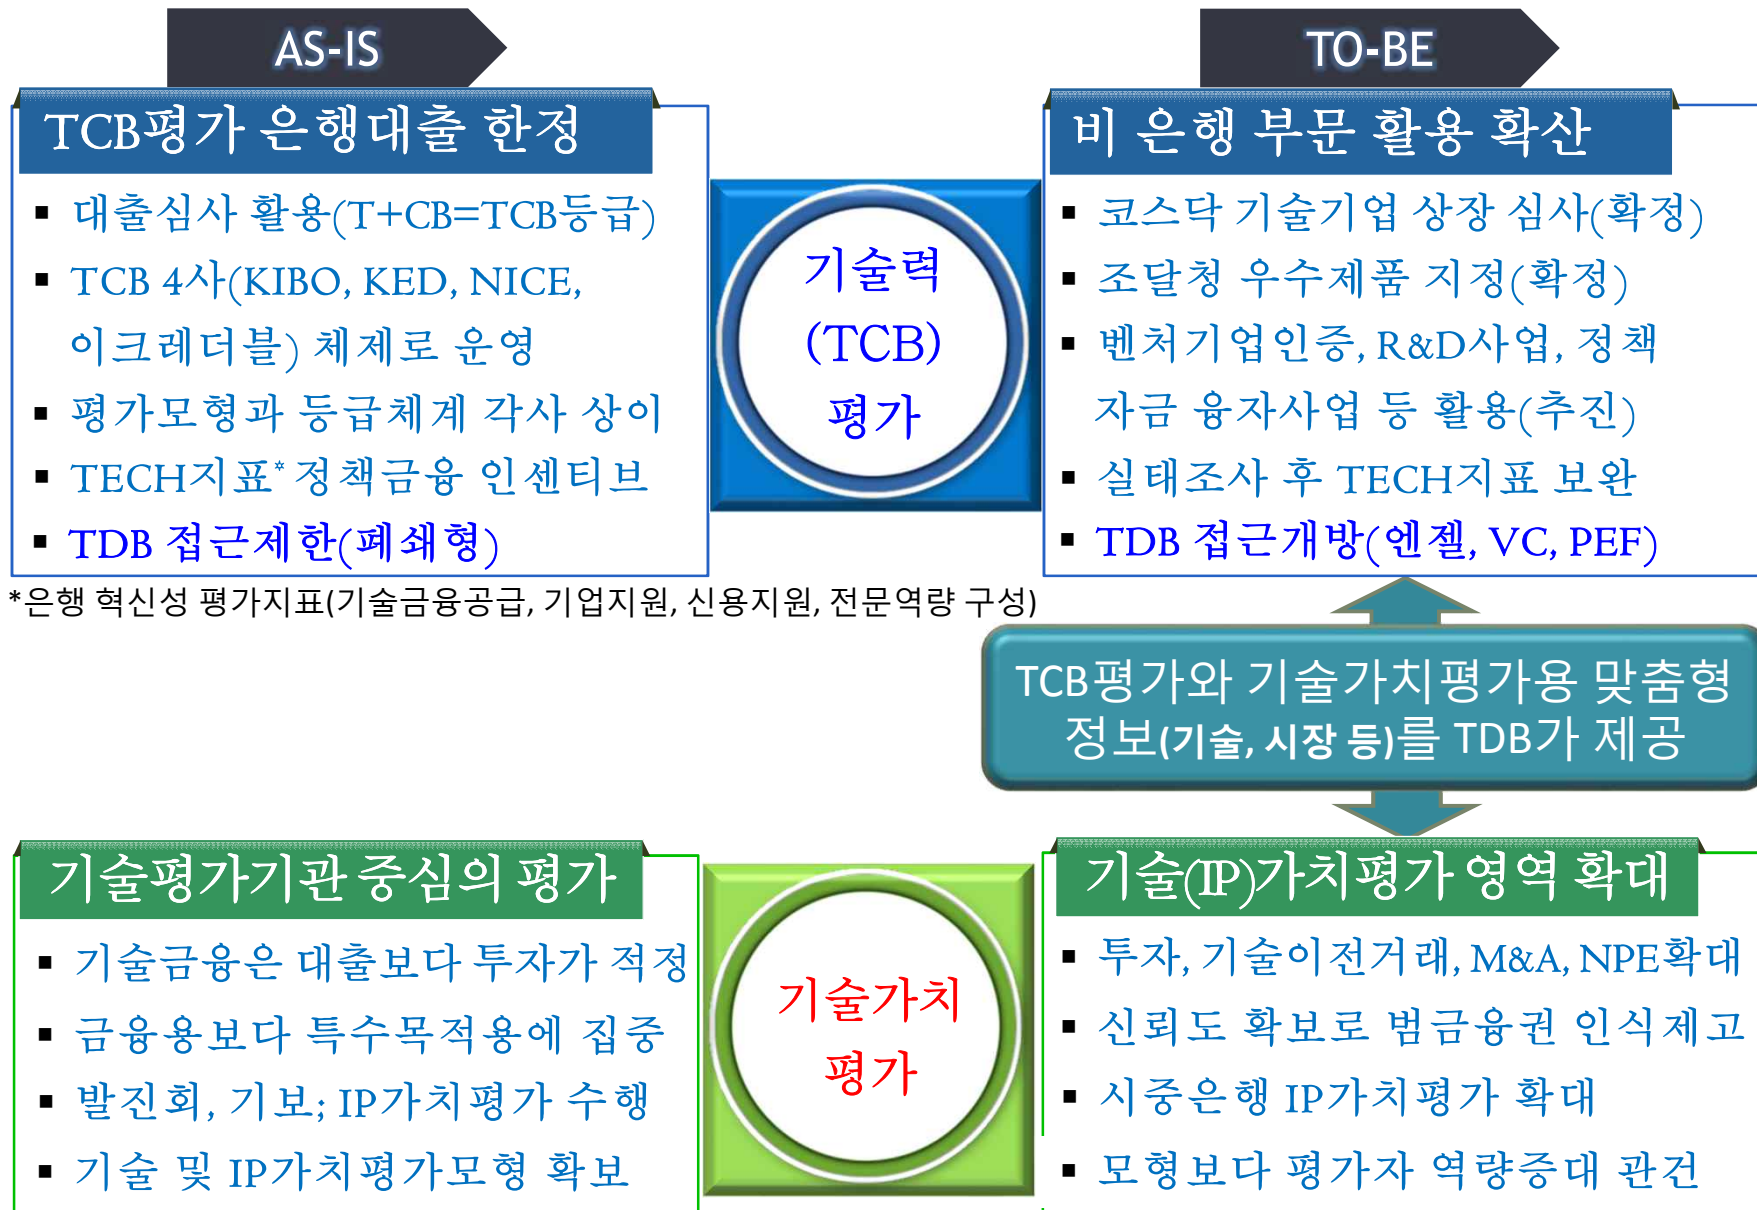 AS-IS
TCB평가 은행대출 한정
▪ 대출심사 활용(T+CB=TCB등급)
▪ TCB 4사(KIBO, KED, NICE,
이크레더블) 체제로 운영
▪ 평가모형과 등급체계 각사 상이
▪ TECH지표* 정책금융 인센티브
▪ TDB 접근제한(폐쇄형)
*은행 혁신성 평가지표(기술금융공급, 기업지원, 신용지원, 전문역량 구성)
기술력
(TCB)
평가
TO-BE
비 은행 부문 활용 확산
▪ 코스닥 기술기업 상장 심사(확정)
▪ 조달청 우수제품 지정(확정)
▪ 벤처기업인증, R&D사업, 정책
자금 융자사업 등 활용(추진)
▪ 실태조사 후 TECH지표 보완
▪ TDB 접근개방(엔젤, VC, PEF)
TCB평가와 기술가치평가용 맞춤형
정보(기술, 시장 등)를 TDB가 제공
기술평가기관 중심의 평가
▪ 기술금융은 대출보다 투자가 적정
▪ 금융용보다 특수목적용에 집중
▪ 발진회, 기보; IP가치평가 수행
▪ 기술 및 IP가치평가모형 확보
기술가치
평가
기술(IP)가치평가 영역 확대
▪ 투자, 기술이전거래, M&A, NPE확대
▪ 신뢰도 확보로 범금융권 인식제고
▪ 시중은행 IP가치평가 확대
▪ 모형보다 평가자 역량증대 관건